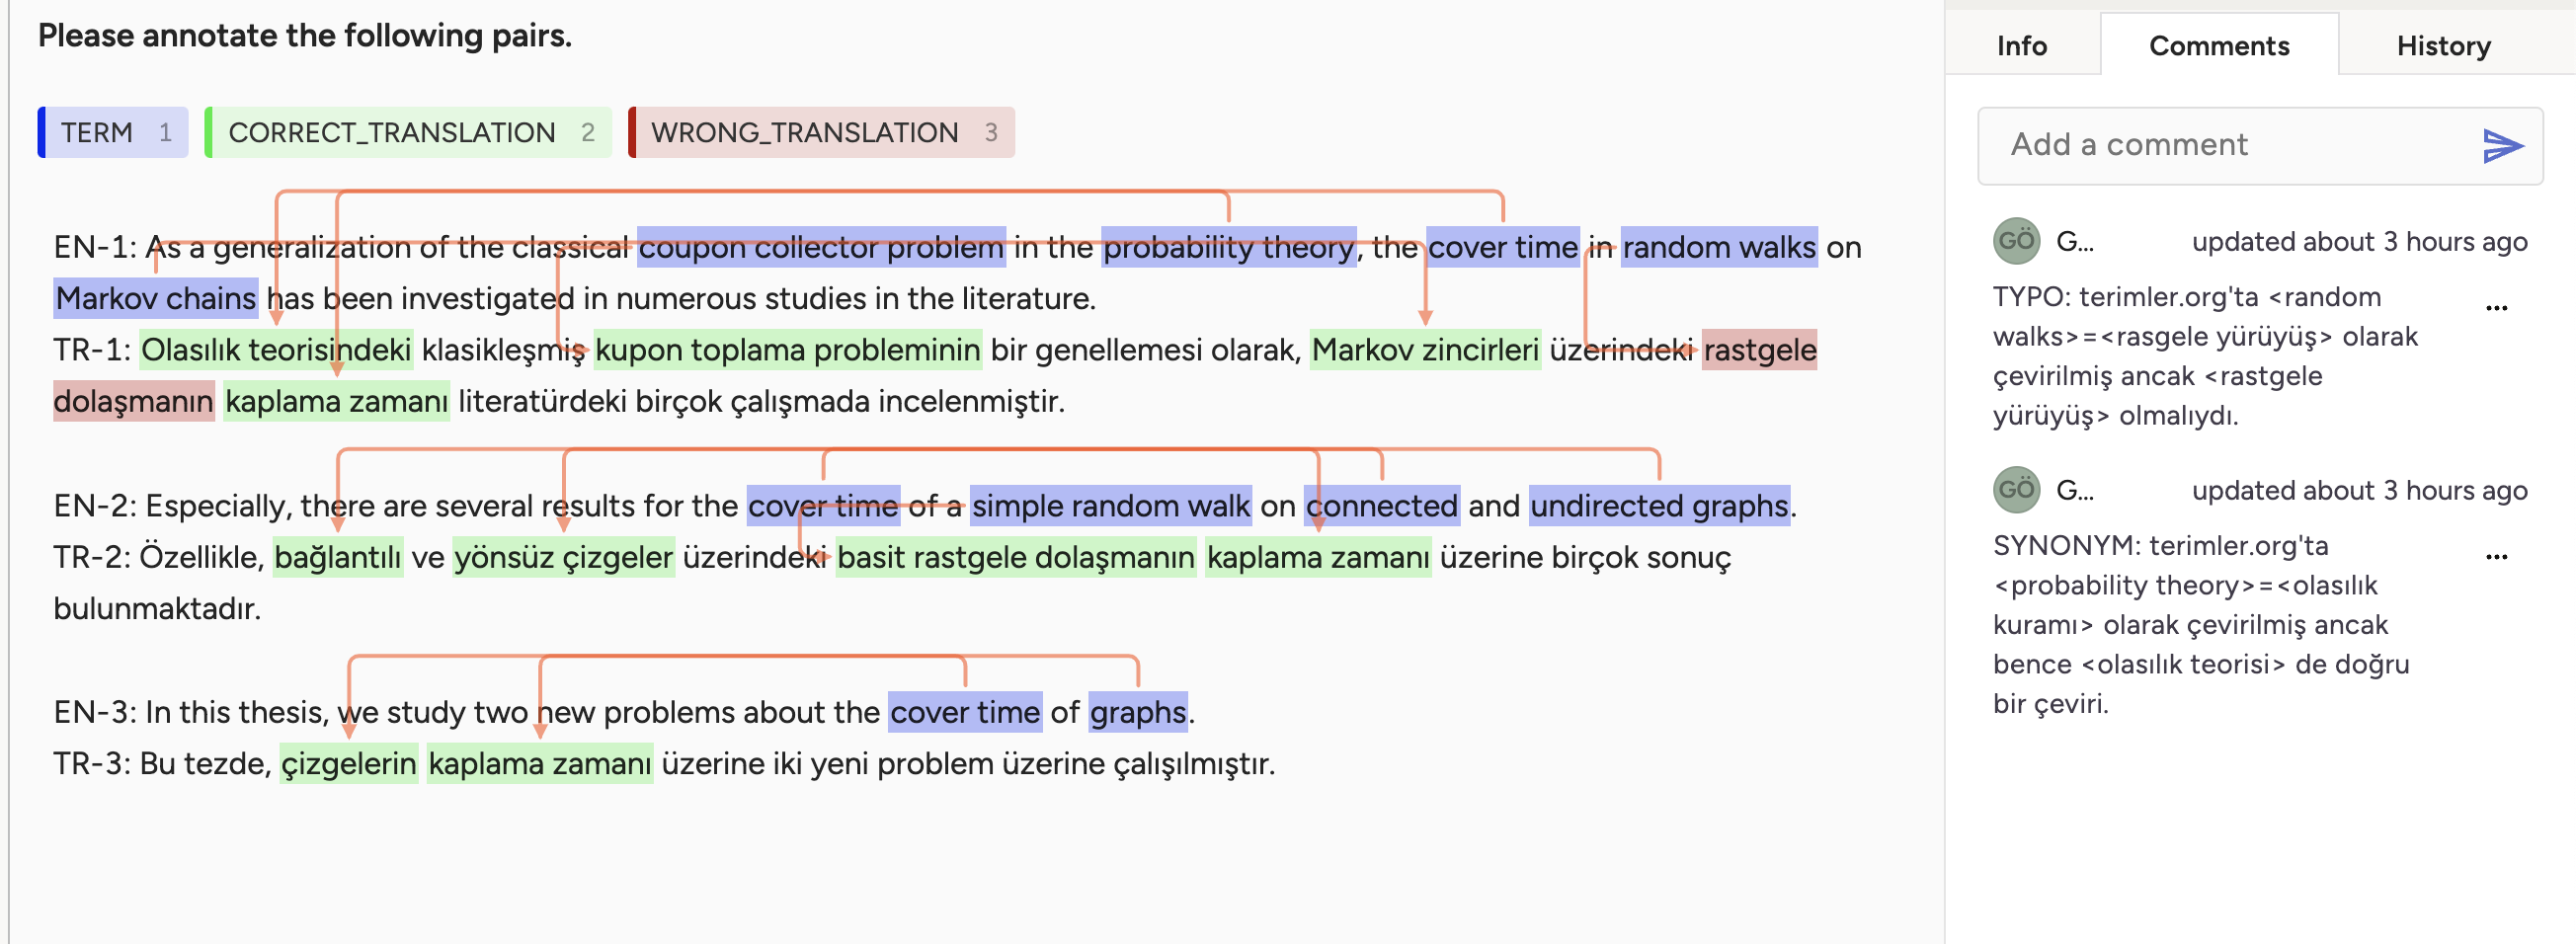 Please annotate the following pairs.
TERM 1 CORRECT_TRANSLATION 2 WRONG_TRANSLATION 3
EN-1: As a generalization of the classical coupon collector problem in the probability theory, the cover time in random walks on
Markov chains has been investigated in numerous studies in the literature.
TR-1: Olasılık teorisindeki klasikleşmiş kupon toplama probleminin bir genellemesi olarak, Markov zincirleri üzerindeki rastgele
dolaşmanın kaplama zamanı literatürdeki birçok çalışmada incelenmiştir.
EN-2: Especially, there are several results for the cover time of a simple random walk on connected and undirected graphs.
TR-2: Özellikle, bağlantılı ve yönsüz çizgeler üzerindeki basit rastgele dolaşmanın kaplama zamanı üzerine birçok sonuç
bulunmaktadır.
EN-3: In this thesis, we study two new problems about the cover time of graphs.
TR-3: Bu tezde, çizgelerin kaplama zamanı üzerine iki yeni problem üzerine çalışılmıştır.
Info Comments History
Add a comment
GÖ G... updated about 3 hours ago
TYPO: terimler.org'ta <random
walks>=<rasgele yürüyüş> olarak
çevirilmiş ancak <rastgele
yürüyüş> olmalıydı.
GÖ G... updated about 3 hours ago
SYNONYM: terimler.org'ta
<probability theory>=<olasılık
kuramı> olarak çevirilmiş ancak
bence <olasılık teorisi> de doğru
bir çeviri.